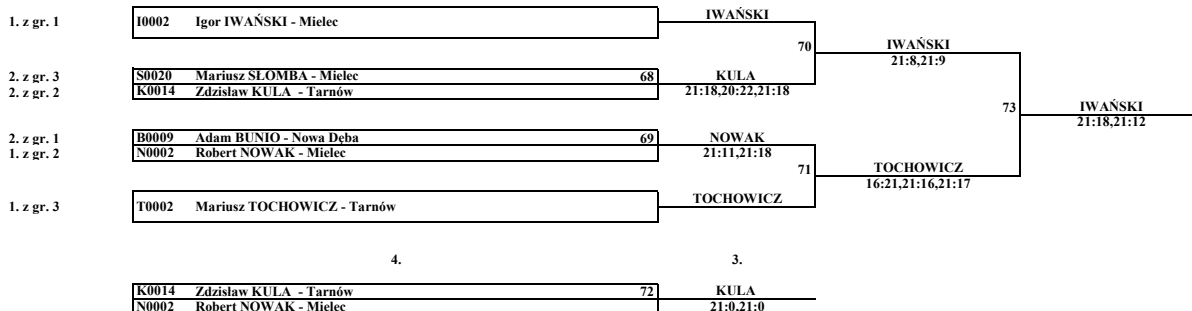 1. z gr. 1 I0002 Igor IWAŃSKI - Mielec IWAŃSKI
70 IWAŃSKI
21:8,21:9
2. z gr. 3 S0020 Mariusz SŁOMBA - Mielec 68 KULA
2. z gr. 2 K0014 Zdzisław KULA - Tarnów 21:18,20:22,21:18
73 IWAŃSKI
21:18,21:12
2. z gr. 1 B0009 Adam BUNIO - Nowa Dęba 69 NOWAK
1. z gr. 2 N0002 Robert NOWAK - Mielec 21:11,21:18
71 TOCHOWICZ
16:21,21:16,21:17
1. z gr. 3 T0002 Mariusz TOCHOWICZ - Tarnów TOCHOWICZ
4. 3.
K0014 Zdzisław KULA - Tarnów 72 KULA
N0002 Robert NOWAK - Mielec 21:0,21:0